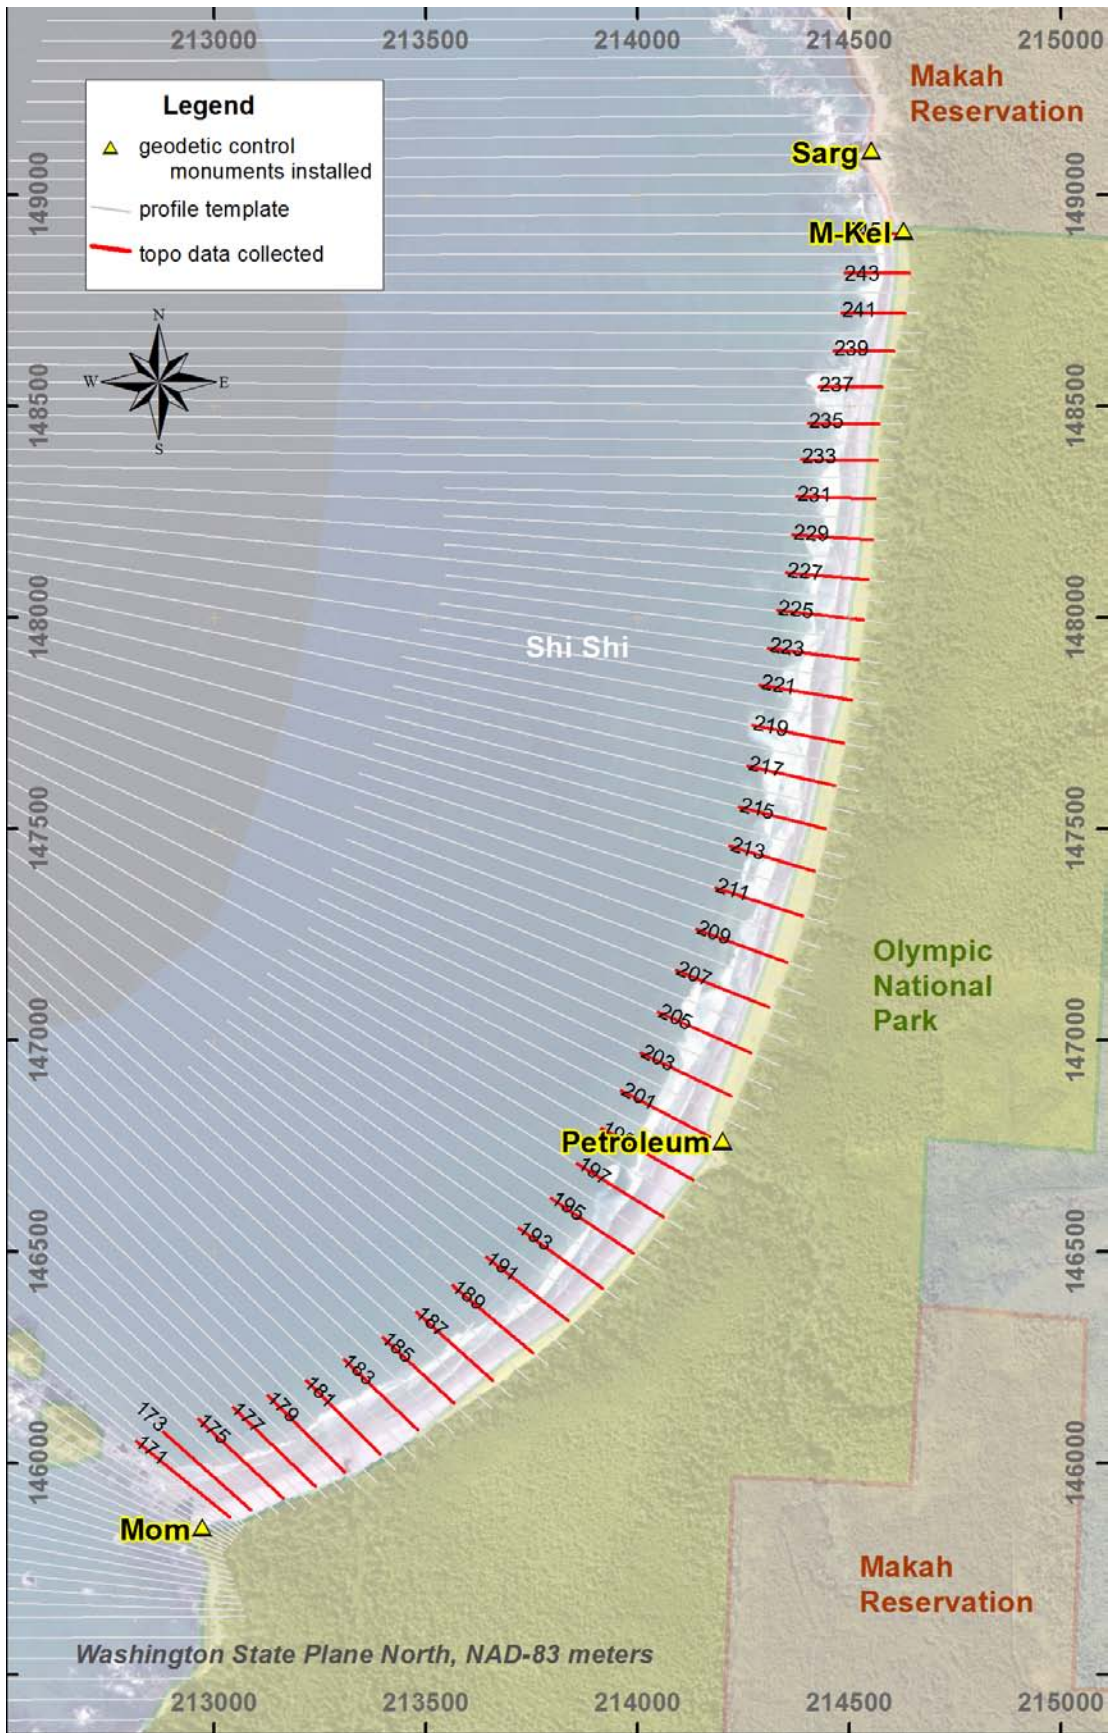 213000 213500 214000 214500 215000
Legend
geodetic control
monuments installed
profile template
topo data collected
Makah
Reservation
Sarg
149000 149000
M-Kel
243
241
N
W E
S
239
237
148500 148500
235
233
231
229
227
148000 148000
225
Shi Shi
223
221
219
217
147500 147500
215
213
211
209
Olympic
National
Park
207
205
147000 147000
203
201
Petroleum
197
195
146500 146500
193
191
189
187
185
183
181
179
177
175
173
171
146000 146000
Mom
Makah
Reservation
Washington State Plane North, NAD-83 meters
213000 213500 214000 214500 215000